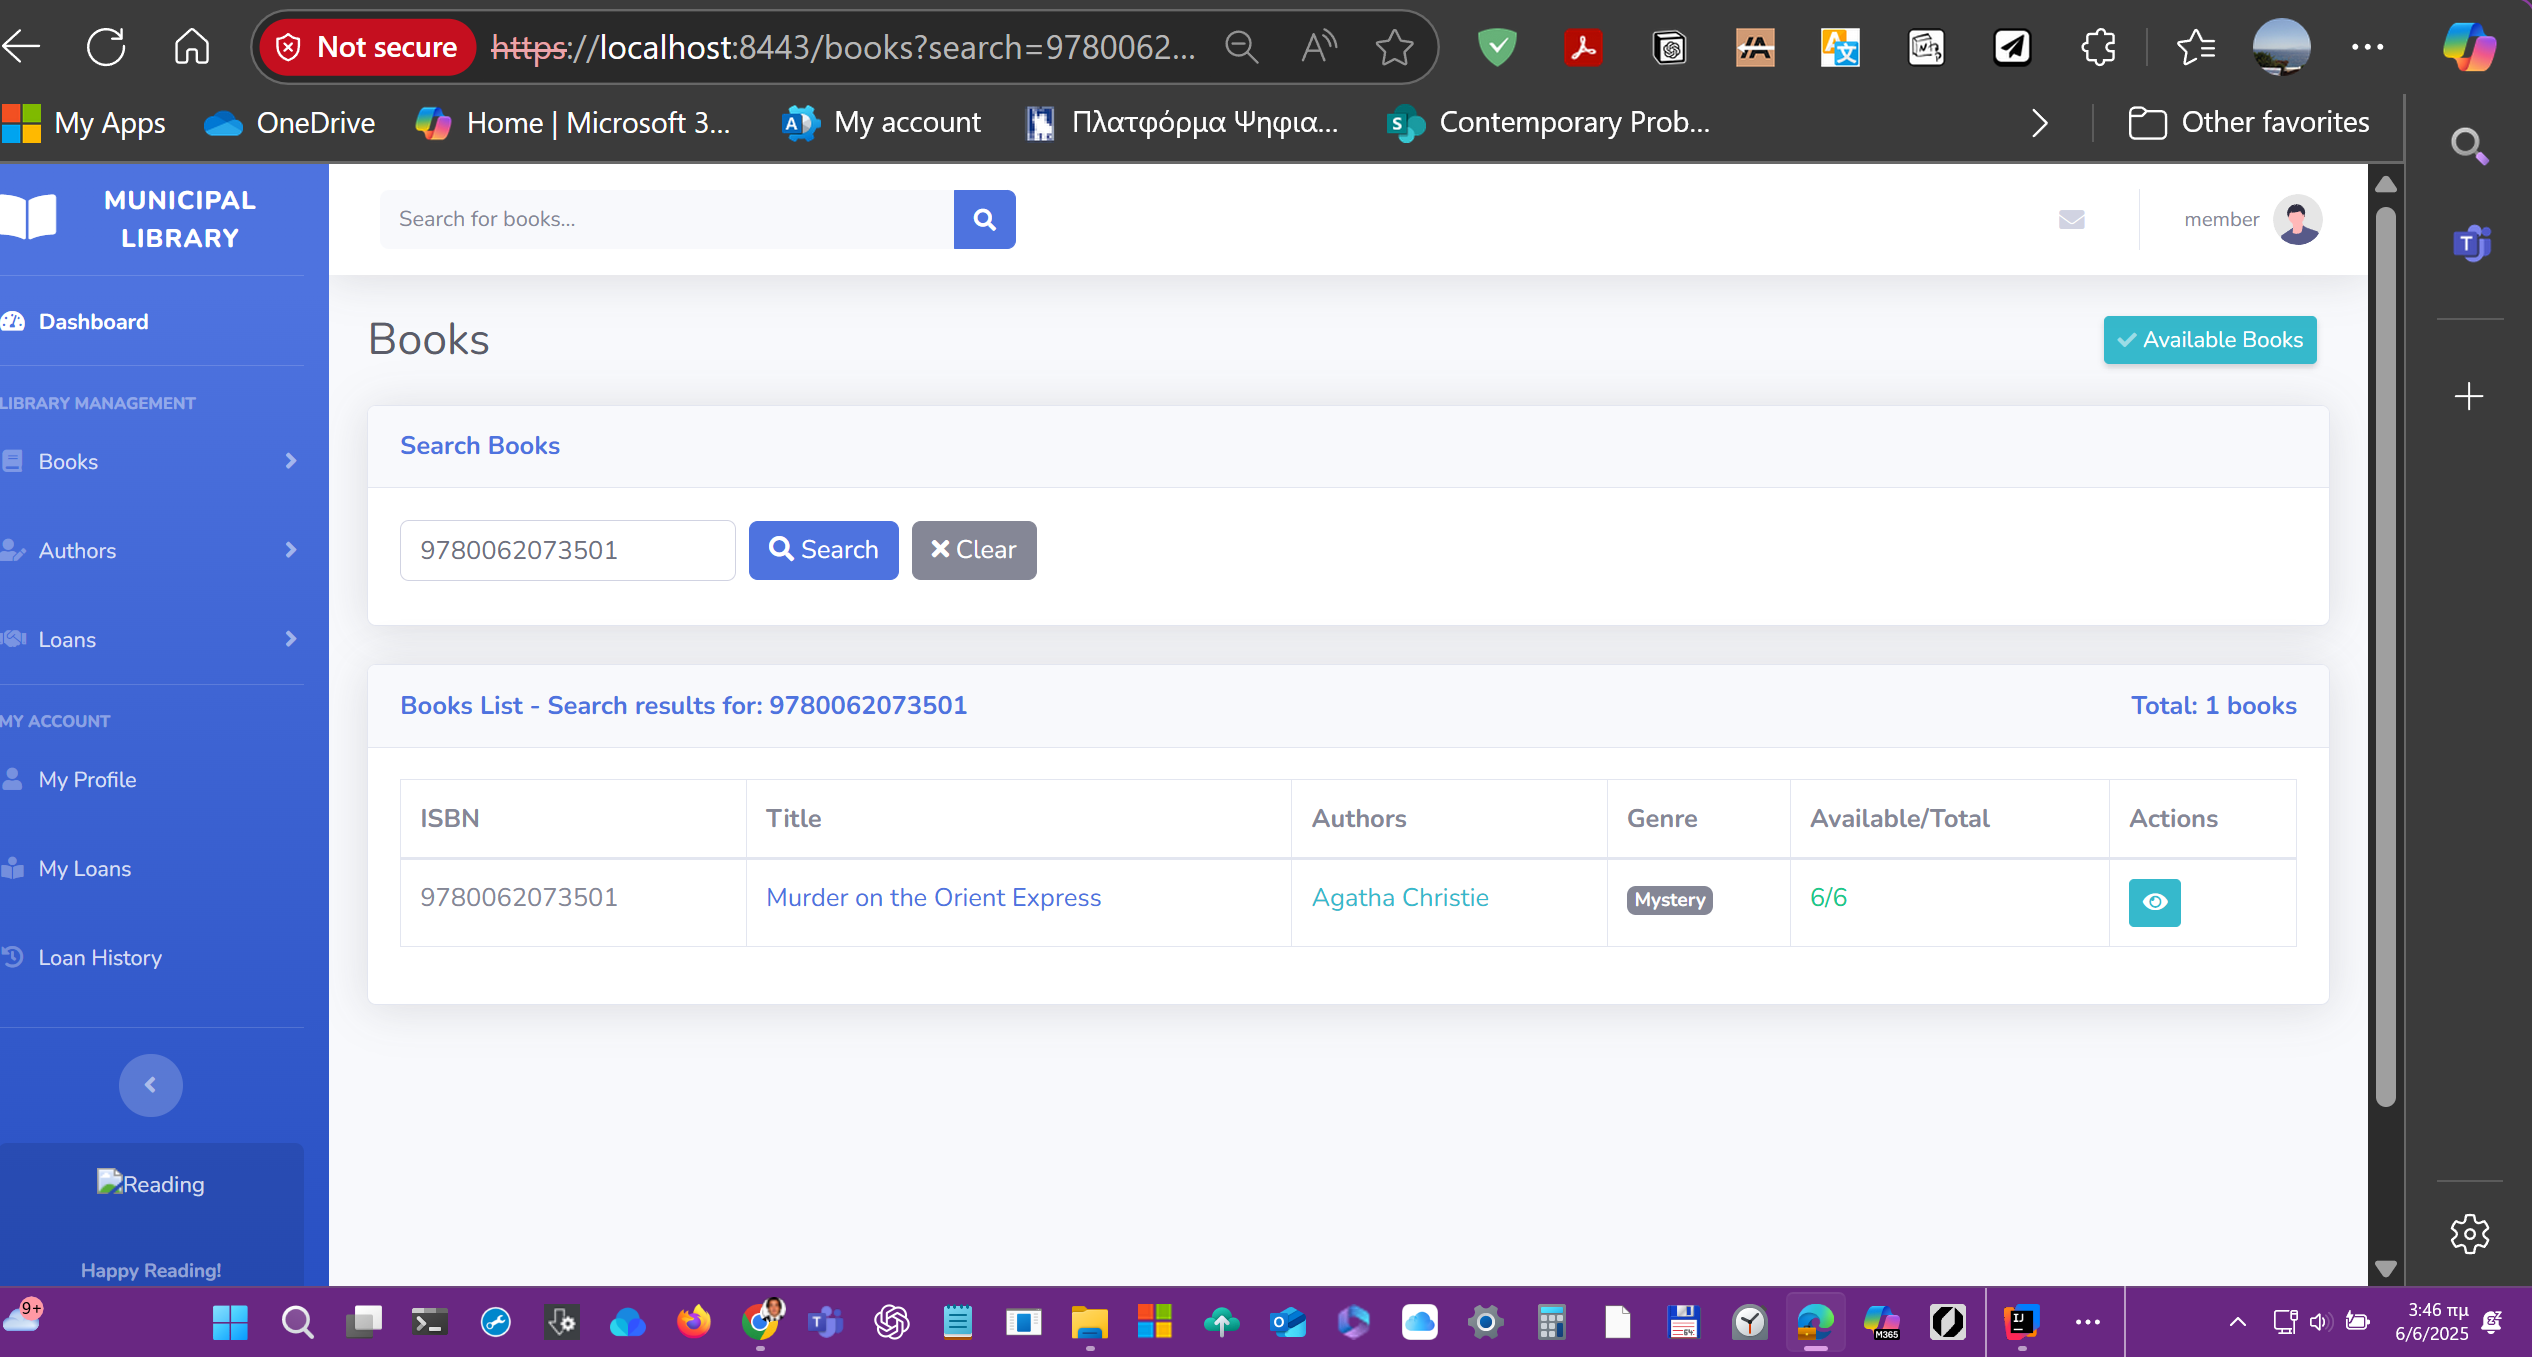 Not secure https://localhost:8443/books?search=9780062...
My Apps OneDrive Home | Microsoft 3... My account Πλατφόρμα Ψηφια... Contemporary Prob... Other favorites
MUNICIPAL
LIBRARY
Search for books...
member
Dashboard
Books
Available Books
LIBRARY MANAGEMENT
Books
Authors
Loans
Search Books
9780062073501 Search Clear
Books List - Search results for: 9780062073501 Total: 1 books
MY ACCOUNT
My Profile
My Loans
Loan History
ISBN Title Authors Genre Available/Total Actions
9780062073501 Murder on the Orient Express Agatha Christie Mystery 6/6
Reading
Happy Reading!
9+
M365
3:46 πμ
6/6/2025